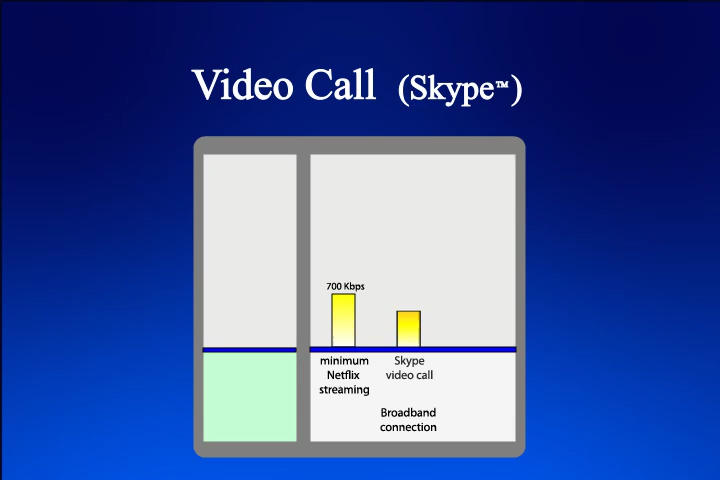 Video Call (Skype™)
700 Kbps
minimum
Netflix
streaming
Skype
video call
Broadband
connection